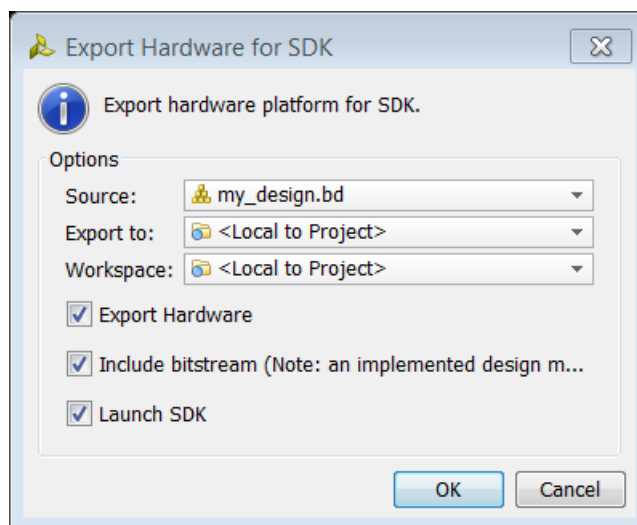 Export Hardware for SDK
Export hardware platform for SDK.
Options
Source: my_design.bd
Export to: <Local to Project>
Workspace: <Local to Project>
Export Hardware
Include bitstream (Note: an implemented design m...
Launch SDK
OK Cancel